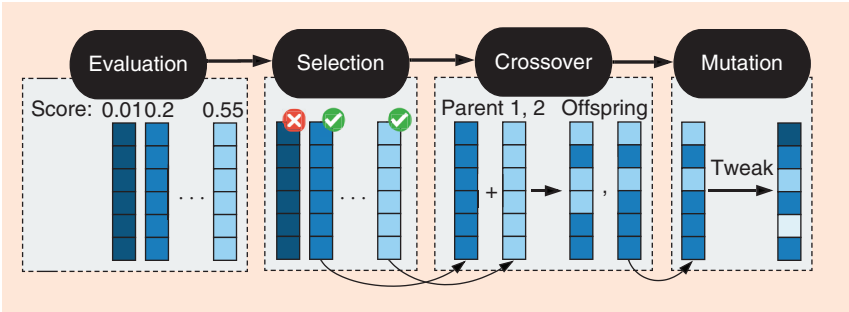 Evaluation
Selection
Crossover
Mutation
Score: 0.01 0.2 0.55
Parent 1, 2 Offspring
...
...
+
,
Tweak